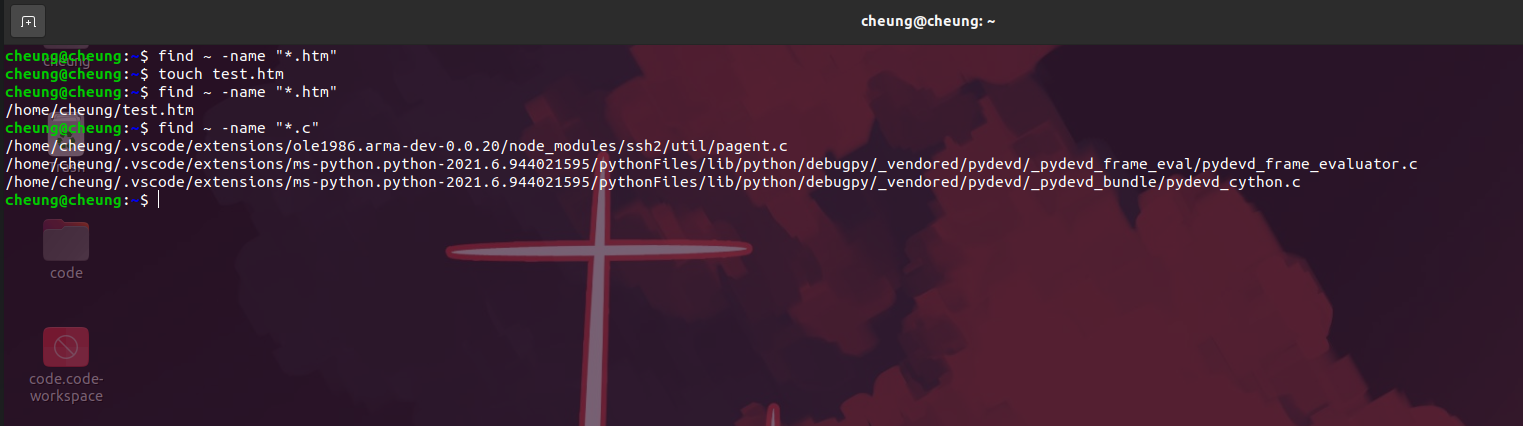 cheung@cheung: ~
cheung@cheung:~$ find ~ -name "*.htm"
cheung@cheung:~$ touch test.htm
cheung@cheung:~$ find ~ -name "*.htm"
/home/cheung/test.htm
cheung@cheung:~$ find ~ -name "*.c"
/home/cheung/.vscode/extensions/ole1986.arma-dev-0.0.20/node_modules/ssh2/util/pagent.c
/home/cheung/.vscode/extensions/ms-python.python-2021.6.944021595/pythonFiles/lib/python/debugpy/_vendored/pydevd/_pydevd_frame_eval/pydevd_frame_evaluator.c
/home/cheung/.vscode/extensions/ms-python.python-2021.6.944021595/pythonFiles/lib/python/debugpy/_vendored/pydevd/_pydevd_bundle/pydevd_cython.c
cheung@cheung:~$
cheung
code
code.code-
workspace